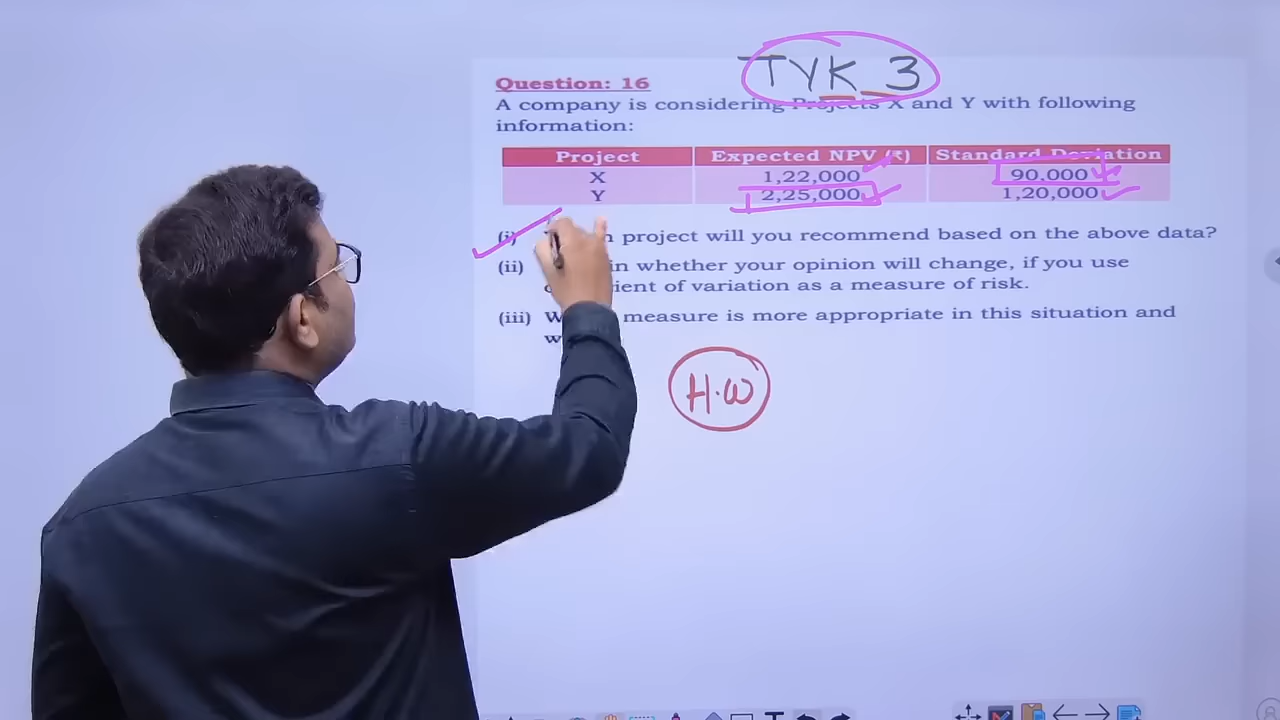 TYK 3
Question: 16
A company is considering Projects X and Y with following
information:
Project Expected NPV (₹) Standard Deviation
X 1,22,000 90,000
Y 2,25,000 1,20,000
(i) project will you recommend based on the above data?
(ii) whether your opinion will change, if you use
of variation as a measure of risk.
(iii) measure is more appropriate in this situation and
H.W